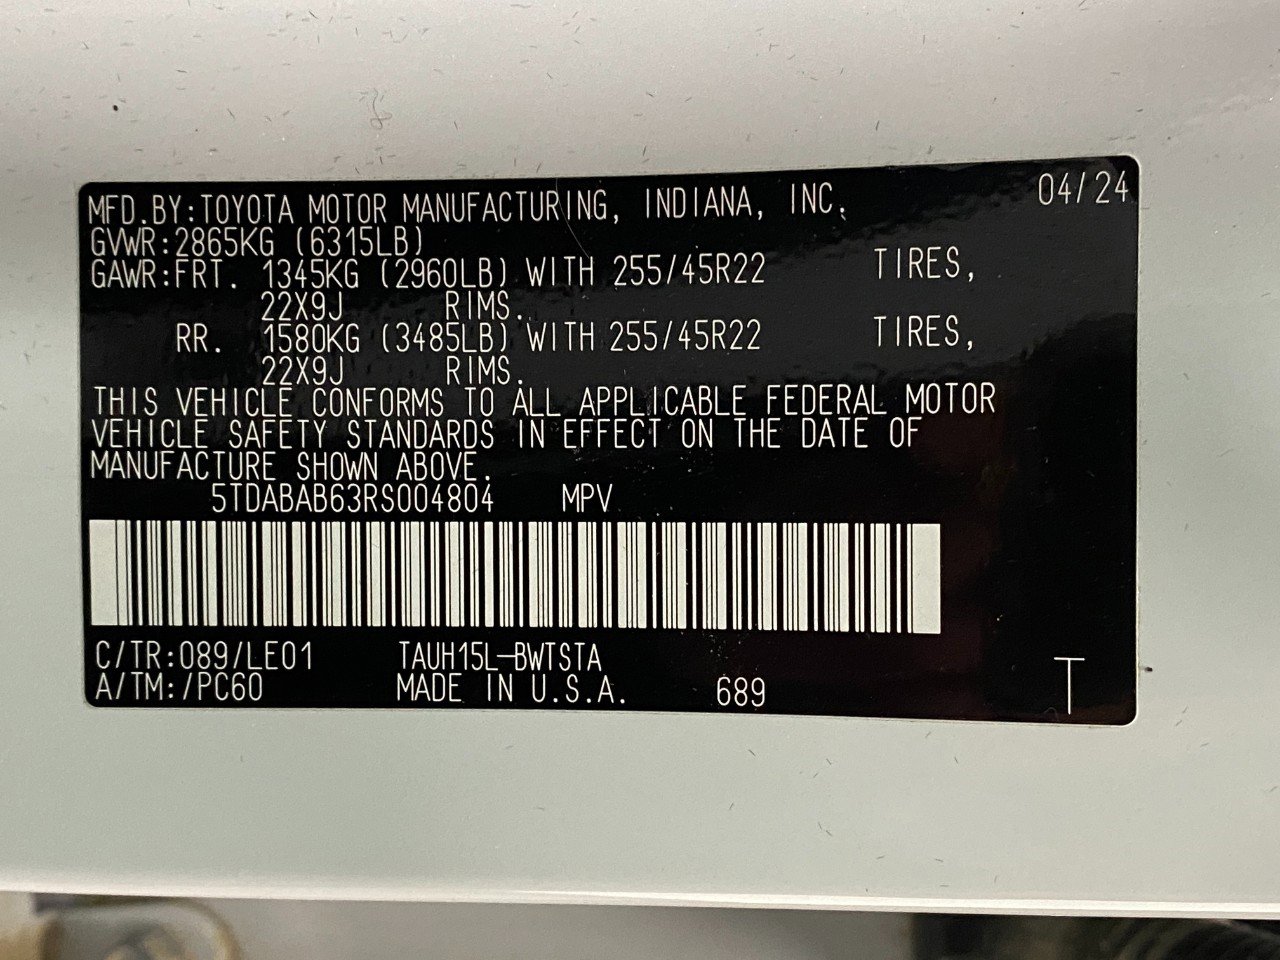 MFD.BY:TOYOTA MOTOR MANUFACTURING, INDIANA, INC. 04/24
GVWR:2865KG (6315LB)
GAWR:FRT. 1345KG (2960LB) WITH 255/45R22 TIRES,
22X9J RIMS.
RR. 1580KG (3485LB) WITH 255/45R22 TIRES,
22X9J RIMS.
THIS VEHICLE CONFORMS TO ALL APPLICABLE FEDERAL MOTOR
VEHICLE SAFETY STANDARDS IN EFFECT ON THE DATE OF
MANUFACTURE SHOWN ABOVE.
5TDABAB63RS004804 MPV
C/TR:089/LE01 TAUH15L-BWTSTA
A/TM:/PC60 MADE IN U.S.A. 689 T